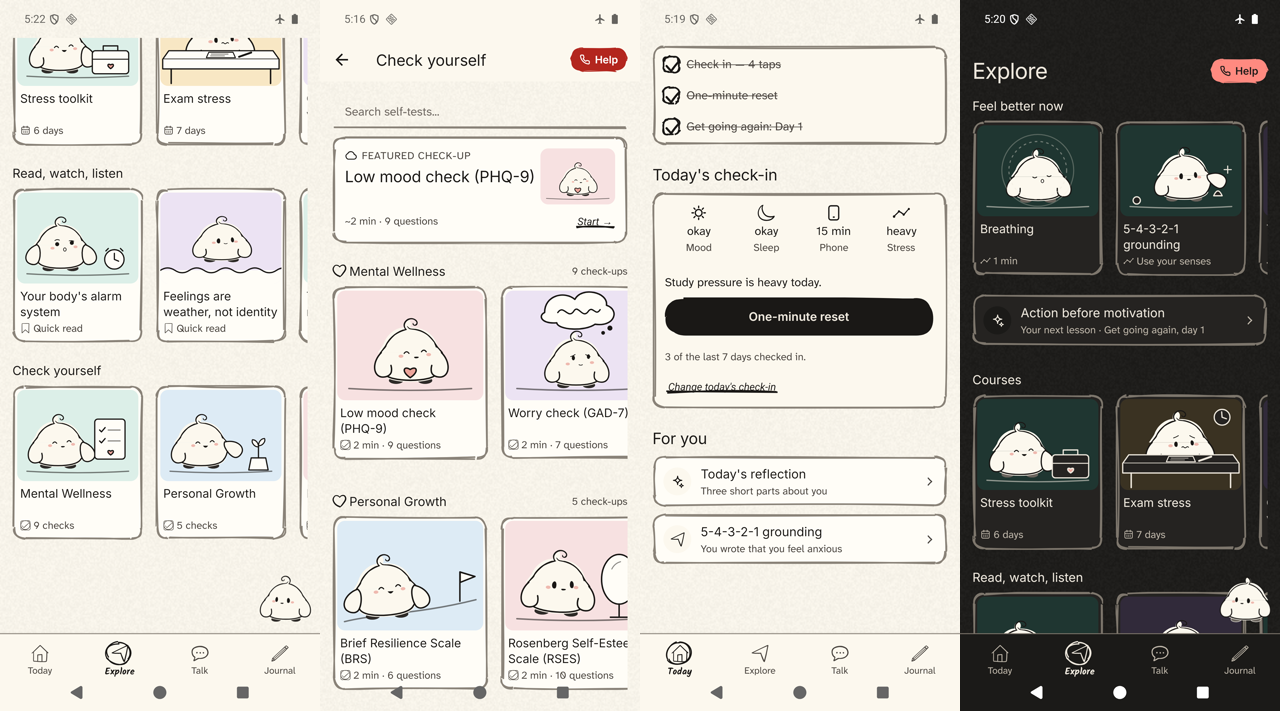 5:22
Stress toolkit
6 days
Exam stress
7 days
Read, watch, listen
Your body's alarm
system
Quick read
Feelings are
weather, not identity
Quick read
Check yourself
Mental Wellness
9 checks
Personal Growth
5 checks
Today
Explore
Talk
Journal
5:16
Check yourself
Help
Search self-tests...
FEATURED CHECK-UP
Low mood check (PHQ-9)
~2 min · 9 questions
Start →
Mental Wellness
9 check-ups
Low mood check
(PHQ-9)
2 min · 9 questions
Worry check (GAD-7)
2 min · 7 questions
Personal Growth
5 check-ups
Brief Resilience Scale
(BRS)
2 min · 6 questions
Rosenberg Self-Estee
Scale (RSES)
2 min · 10 questions
5:19
Check in — 4 taps
One-minute reset
Get going again: Day 1
Today's check-in
okay
Mood
okay
Sleep
15 min
Phone
heavy
Stress
Study pressure is heavy today.
One-minute reset
3 of the last 7 days checked in.
Change today's check-in
For you
Today's reflection
Three short parts about you
5-4-3-2-1 grounding
You wrote that you feel anxious
Today
Explore
Talk
Journal
5:20
Explore
Help
Feel better now
Breathing
1 min
5-4-3-2-1
grounding
Use your senses
Action before motivation
Your next lesson · Get going again, day 1
Courses
Stress toolkit
6 days
Exam stress
7 days
Read, watch, listen
Today
Explore
Talk
Journal